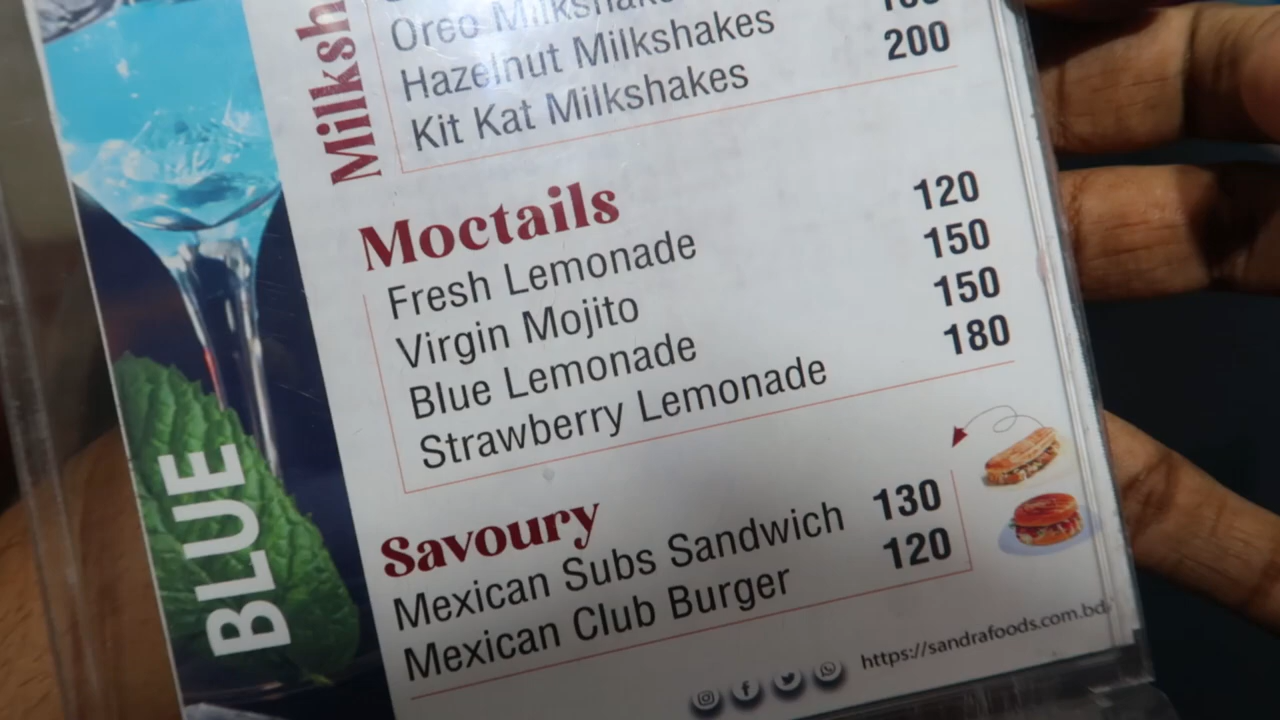 Milksh
Oreo Milkshake
Hazelnut Milkshakes
Kit Kat Milkshakes 200
Moctails
Fresh Lemonade 120
Virgin Mojito 150
Blue Lemonade 150
Strawberry Lemonade 180
Savoury
Mexican Subs Sandwich 130
Mexican Club Burger 120
BLUE
https://sandrafoods.com.bd/